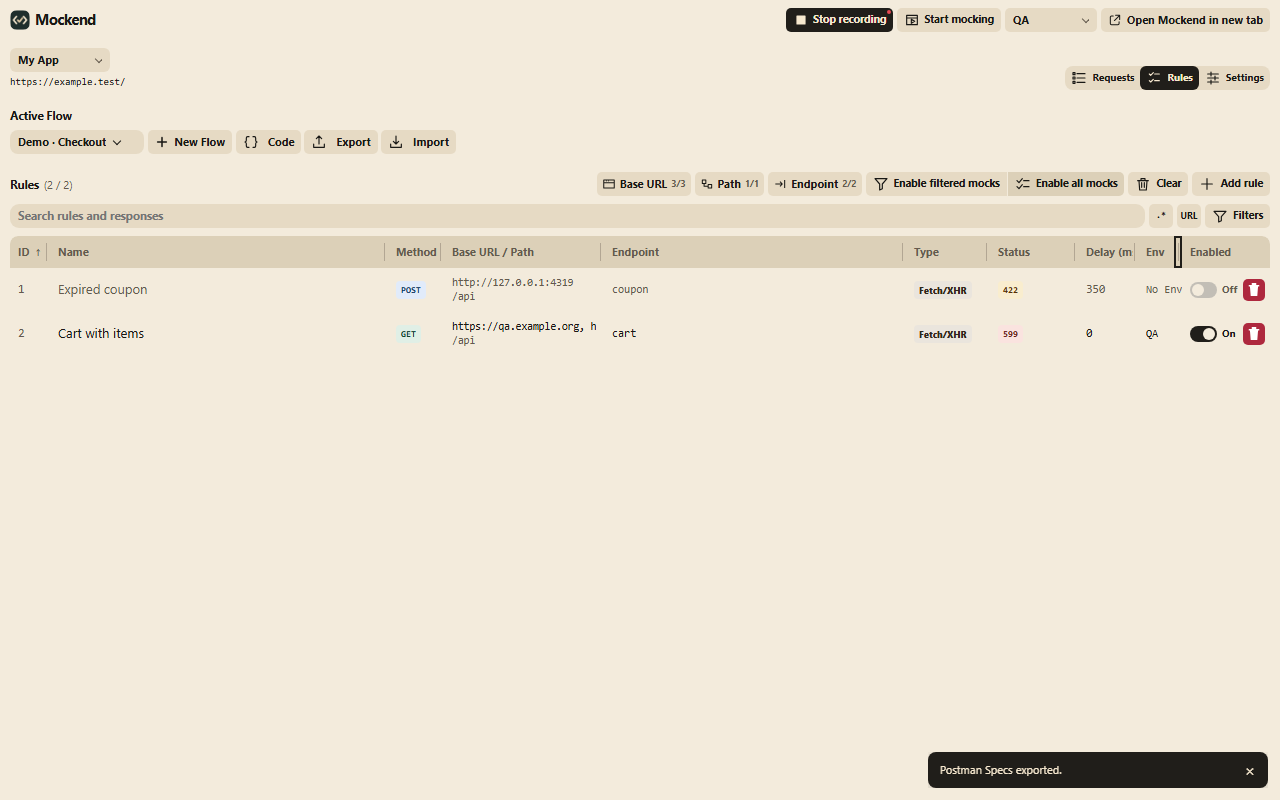 Mockend
Stop recording
Start mocking
QA
Open Mockend in new tab
My App
https://example.test/
Requests
Rules
Settings
Active Flow
Demo · Checkout
New Flow
{} Code
Export
Import
Rules (2 / 2)
Base URL 3/3
Path 1/1
Endpoint 2/2
Enable filtered mocks
Enable all mocks
Clear
Add rule
Search rules and responses
.*
URL
Filters
ID ↑ Name Method Base URL / Path Endpoint Type Status Delay (m Env Enabled
1 Expired coupon POST http://127.0.0.1:4319 coupon Fetch/XHR 422 350 No Env Off
/api
2 Cart with items GET https://qa.example.org, h cart Fetch/XHR 599 0 QA On
/api
Postman Specs exported. ×